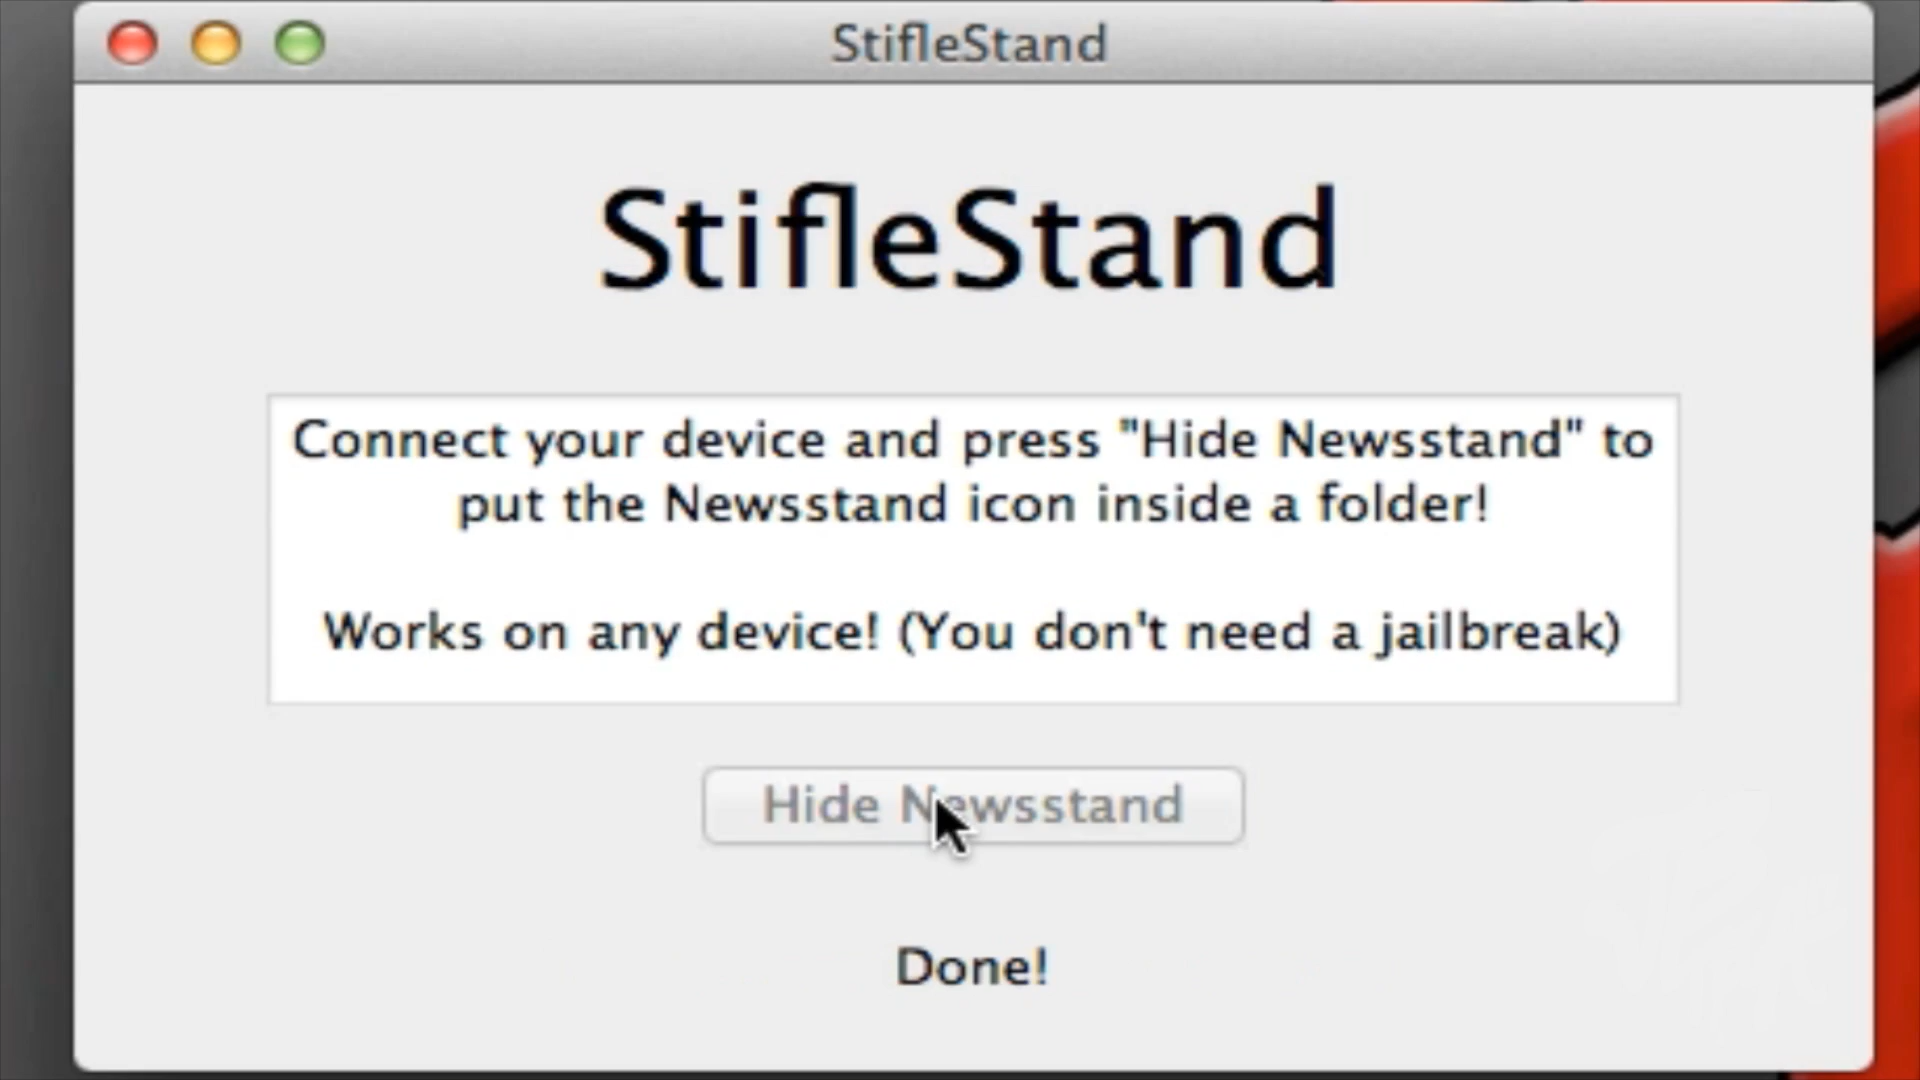 StifleStand
StifleStand
Connect your device and press "Hide Newsstand" to
put the Newsstand icon inside a folder!
Works on any device! (You don't need a jailbreak)
Hide Newsstand
Done!